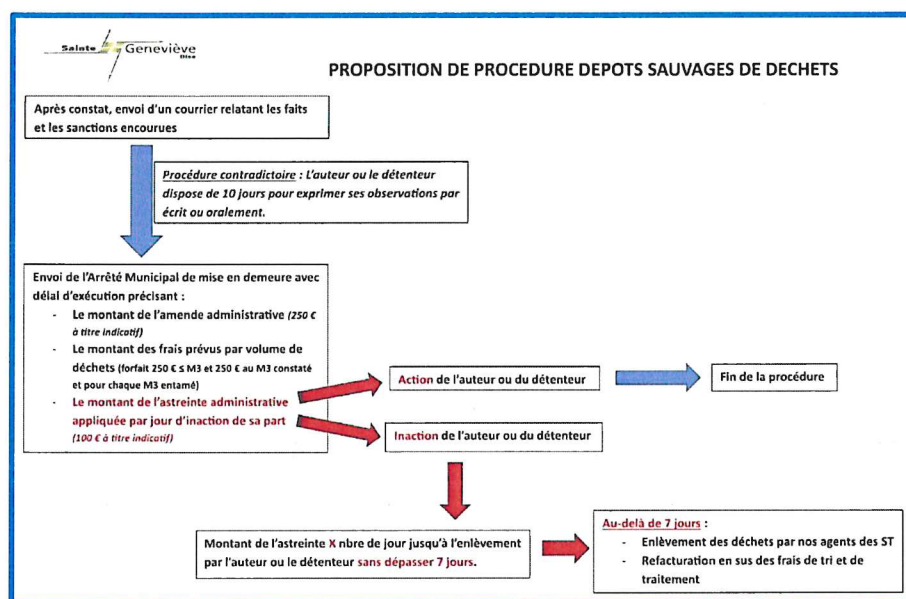 Sainte Geneviève
Oise
PROPOSITION DE PROCEDURE DEPOTS SAUVAGES DE DECHETS
Après constat, envoi d'un courrier relatant les faits
et les sanctions encourues
Procédure contradictoire : L'auteur ou le détenteur
dispose de 10 jours pour exprimer ses observations par
écrit ou oralement.
Envoi de l'Arrêté Municipal de mise en demeure avec
délai d'exécution précisant :
- Le montant de l'amende administrative (250 €
à titre indicatif)
- Le montant des frais prévus par volume de
déchets (forfait 250 € ≤ M3 et 250 € au M3 constaté
et pour chaque M3 entamé)
- Le montant de l'astreinte administrative
appliquée par jour d'inaction de sa part
(100 € à titre indicatif)
Action de l'auteur ou du détenteur
Fin de la procédure
Inaction de l'auteur ou du détenteur
Montant de l'astreinte X nbre de jour jusqu'à l'enlèvement
par l'auteur ou le détenteur sans dépasser 7 jours.
Au-delà de 7 jours :
- Enlèvement des déchets par nos agents des ST
- Refacturation en sus des frais de tri et de
traitement